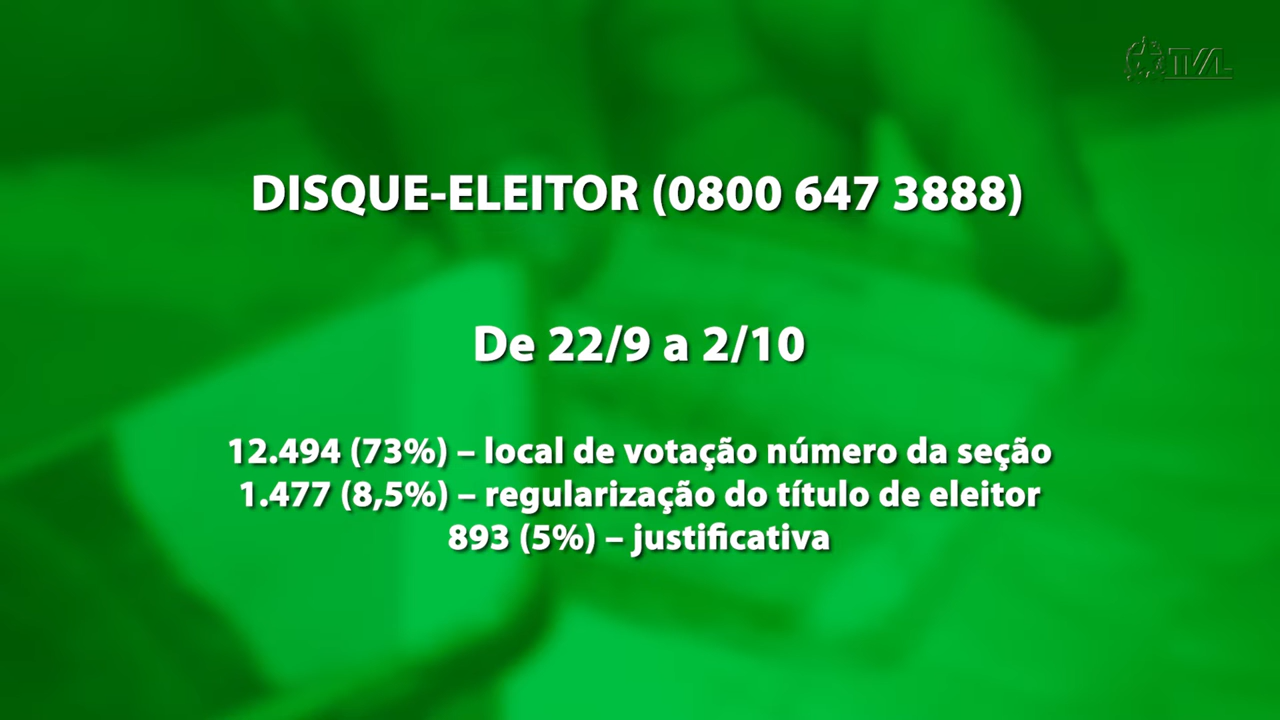 TVAL
DISQUE-ELEITOR (0800 647 3888)
De 22/9 a 2/10
12.494 (73%) – local de votação número da seção
1.477 (8,5%) – regularização do título de eleitor
893 (5%) – justificativa